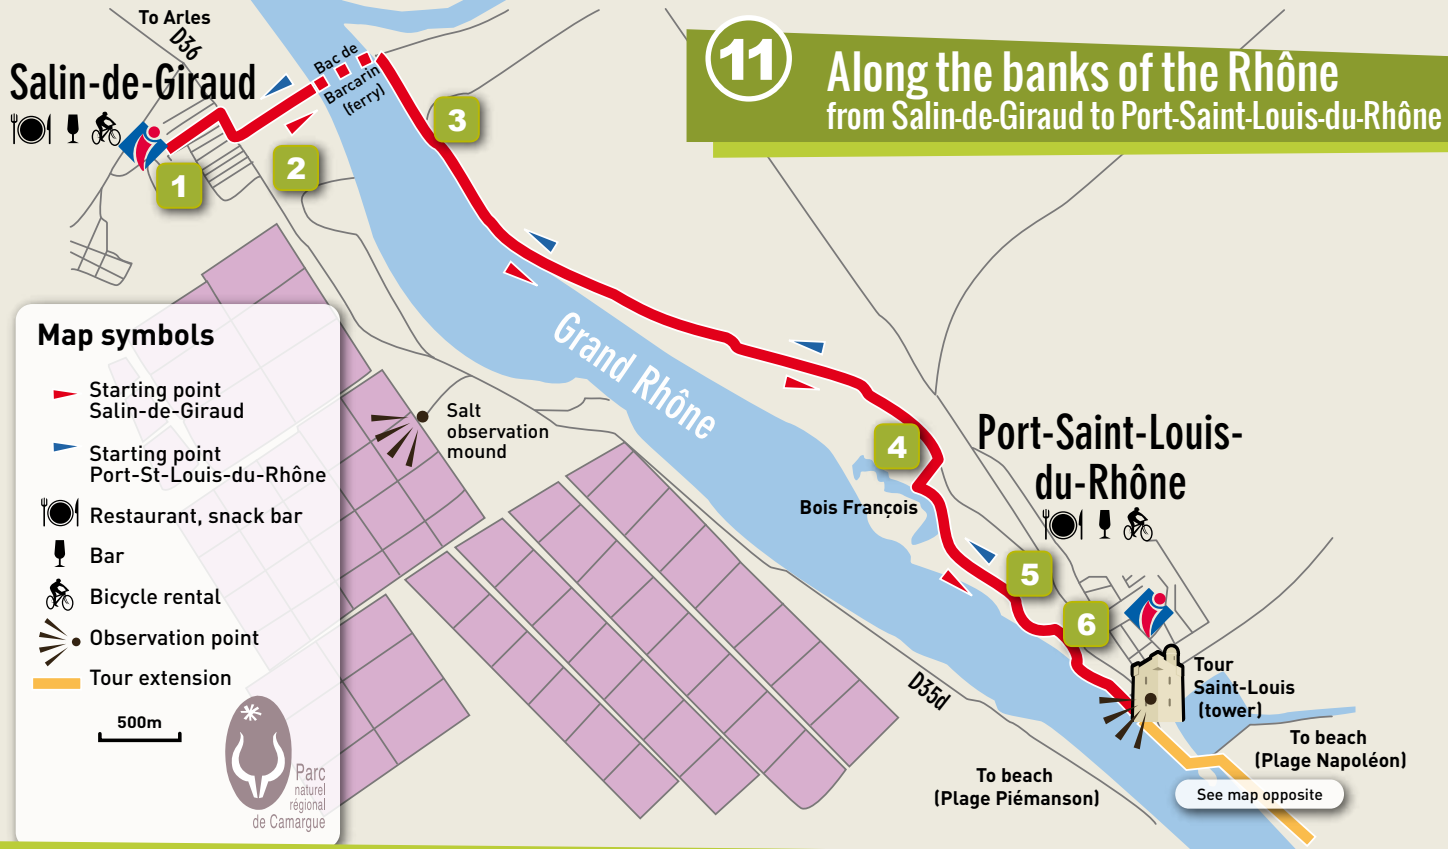 11
Along the banks of the Rhône
from Salin-de-Giraud to Port-Saint-Louis-du-Rhône
To Arles
D36
Salin-de-Giraud
Bac de
Barcarin
(ferry)
1
2
3
Grand Rhône
Map symbols
Starting point
Salin-de-Giraud
Starting point
Port-St-Louis-du-Rhône
Restaurant, snack bar
Bar
Bicycle rental
Observation point
Tour extension
500m
Parc
naturel
régional
de Camargue
Salt
observation
mound
4
Bois François
Port-Saint-Louis-
du-Rhône
5
6
Tour
Saint-Louis
(tower)
D35d
To beach
(Plage Napoléon)
To beach
(Plage Piémanson)
See map opposite